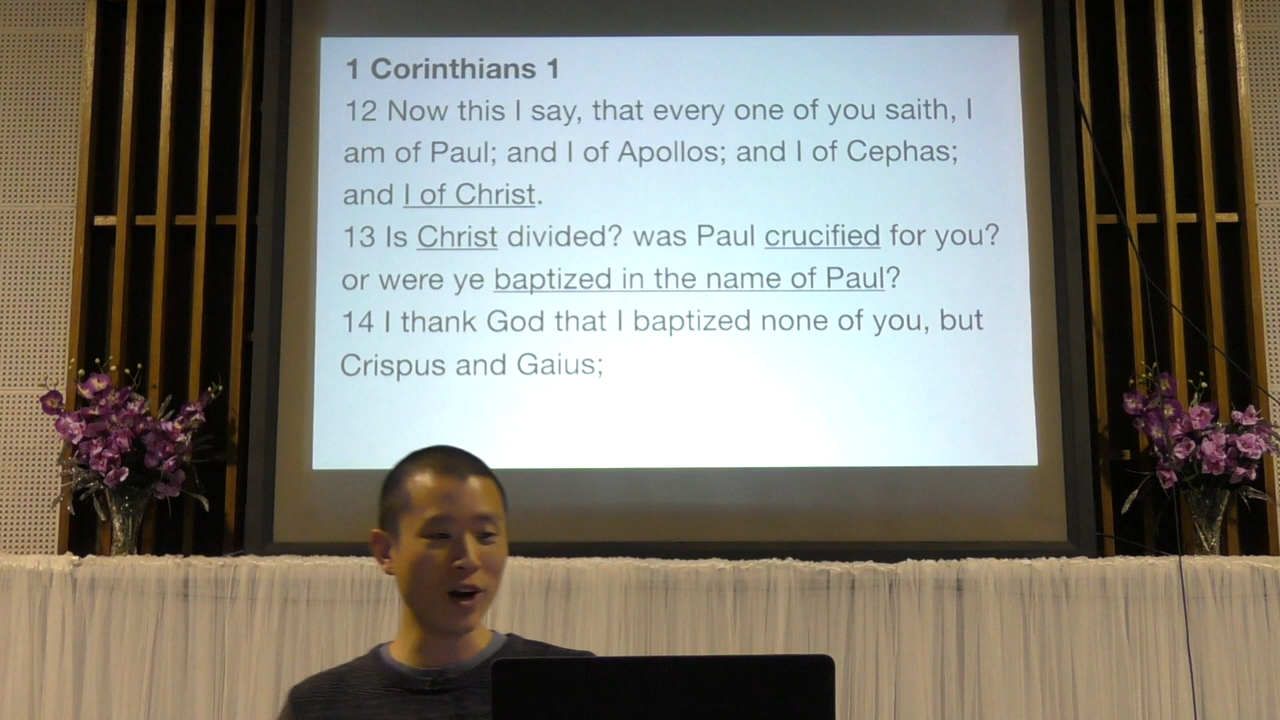 1 Corinthians 1
12 Now this I say, that every one of you saith, I
am of Paul; and I of Apollos; and I of Cephas;
and I of Christ.
13 Is Christ divided? was Paul crucified for you?
or were ye baptized in the name of Paul?
14 I thank God that I baptized none of you, but
Crispus and Gaius;